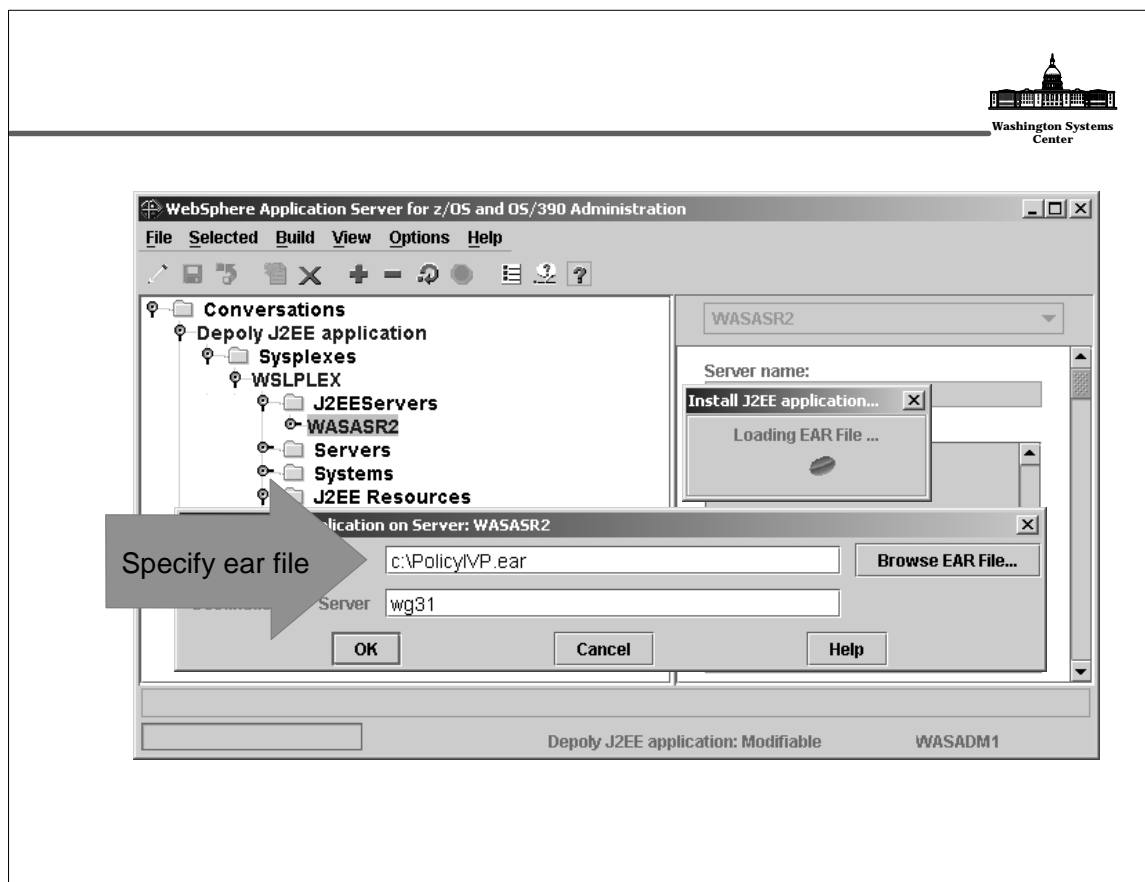 Washington Systems
Center
WebSphere Application Server for z/OS and OS/390 Administration
File Selected Build View Options Help
Conversations
Depoly J2EE application
Sysplexes
WSLPLEX
J2EEServers
WASASR2
Servers
Systems
J2EE Resources
WASASR2
Server name:
Install J2EE application...
Loading EAR File ...
lication on Server: WASASR2
Specify ear file
c:\PolicyIVP.ear
Browse EAR File...
Server
wg31
OK
Cancel
Help
Depoly J2EE application: Modifiable
WASADM1